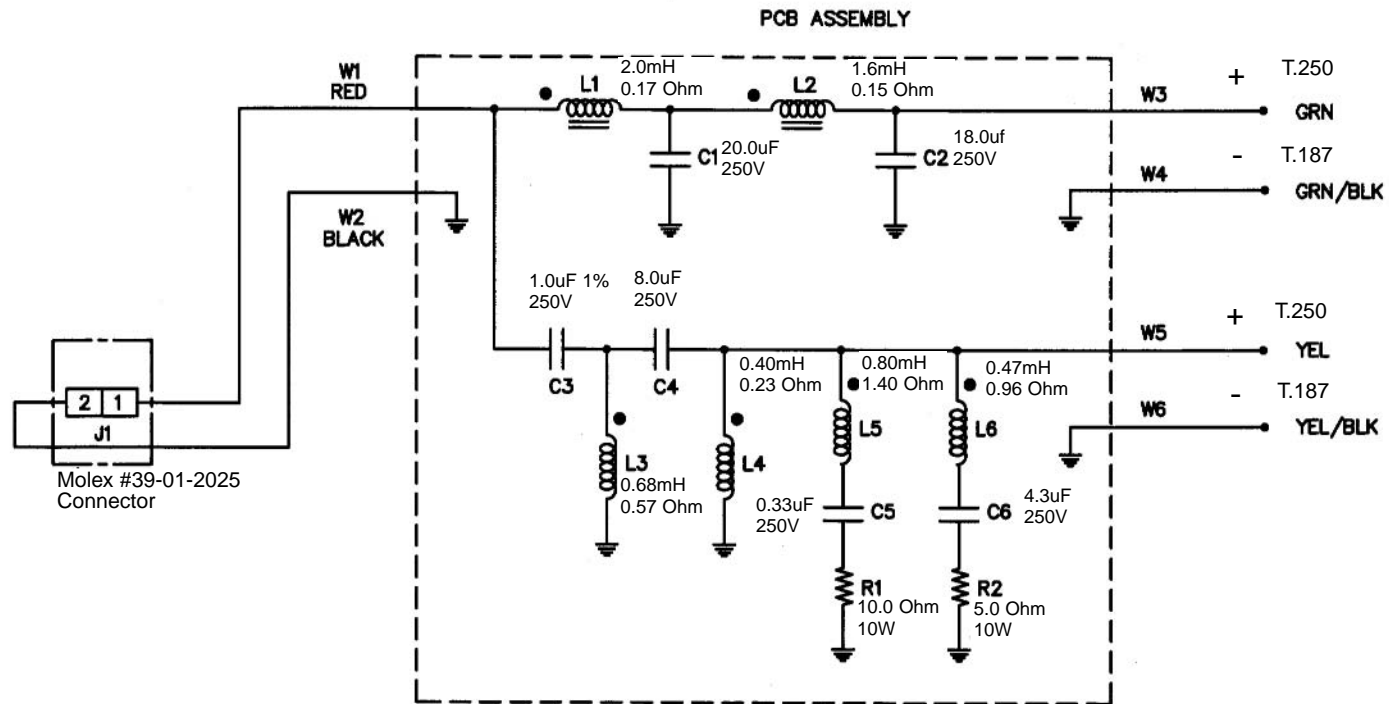 PCB ASSEMBLY
W1
RED
L1
2.0mH
0.17 Ohm
L2
1.6mH
0.15 Ohm
W3
+
T.250
GRN
C1
20.0uF
250V
C2
18.0uf
250V
-
T.187
W4
GRN/BLK
W2
BLACK
1.0uF 1%
250V
8.0uF
250V
C3
C4
+
T.250
W5
YEL
0.40mH
0.23 Ohm
0.80mH
1.40 Ohm
0.47mH
0.96 Ohm
-
T.187
W6
YEL/BLK
2 1
J1
Molex #39-01-2025
Connector
L3
0.68mH
0.57 Ohm
L4
L5
L6
0.33uF
250V
C5
C6
4.3uF
250V
R1
10.0 Ohm
10W
R2
5.0 Ohm
10W